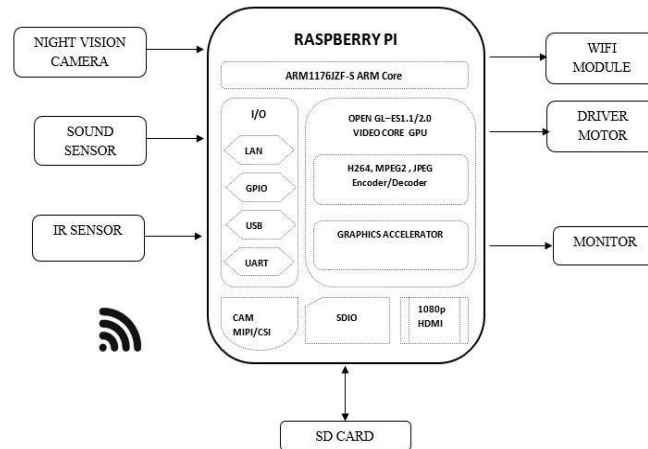 NIGHT VISION
CAMERA
SOUND
SENSOR
IR SENSOR
RASPBERRY PI
ARM1176JZF-S ARM Core
I/O
LAN
GPIO
USB
UART
OPEN GL–ES1.1/2.0
VIDEO CORE GPU
H264, MPEG2 , JPEG
Encoder/Decoder
GRAPHICS ACCELERATOR
CAM
MIPI/CSI
SDIO
1080p
HDMI
WIFI
MODULE
DRIVER
MOTOR
MONITOR
SD CARD